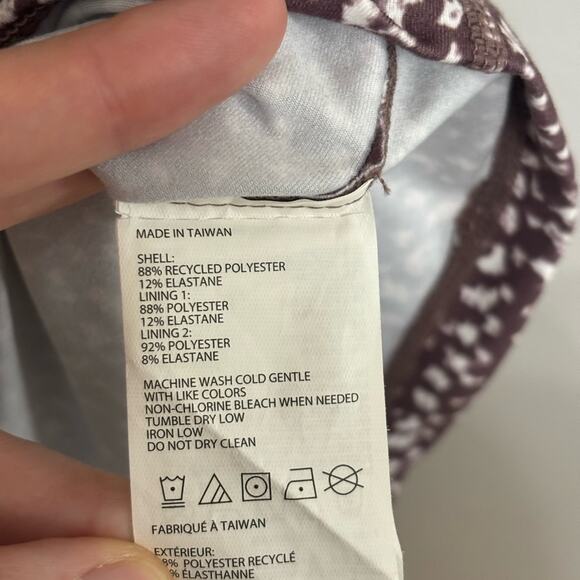 MADE IN TAIWAN
SHELL:
88% RECYCLED POLYESTER
12% ELASTANE
LINING 1:
88% POLYESTER
12% ELASTANE
LINING 2:
92% POLYESTER
8% ELASTANE
MACHINE WASH COLD GENTLE
WITH LIKE COLORS
NON-CHLORINE BLEACH WHEN NEEDED
TUMBLE DRY LOW
IRON LOW
DO NOT DRY CLEAN
FABRIQUÉ À TAIWAN
EXTÉRIEUR:
POLYESTER RECYCLÉ
ÉLASTHANNE